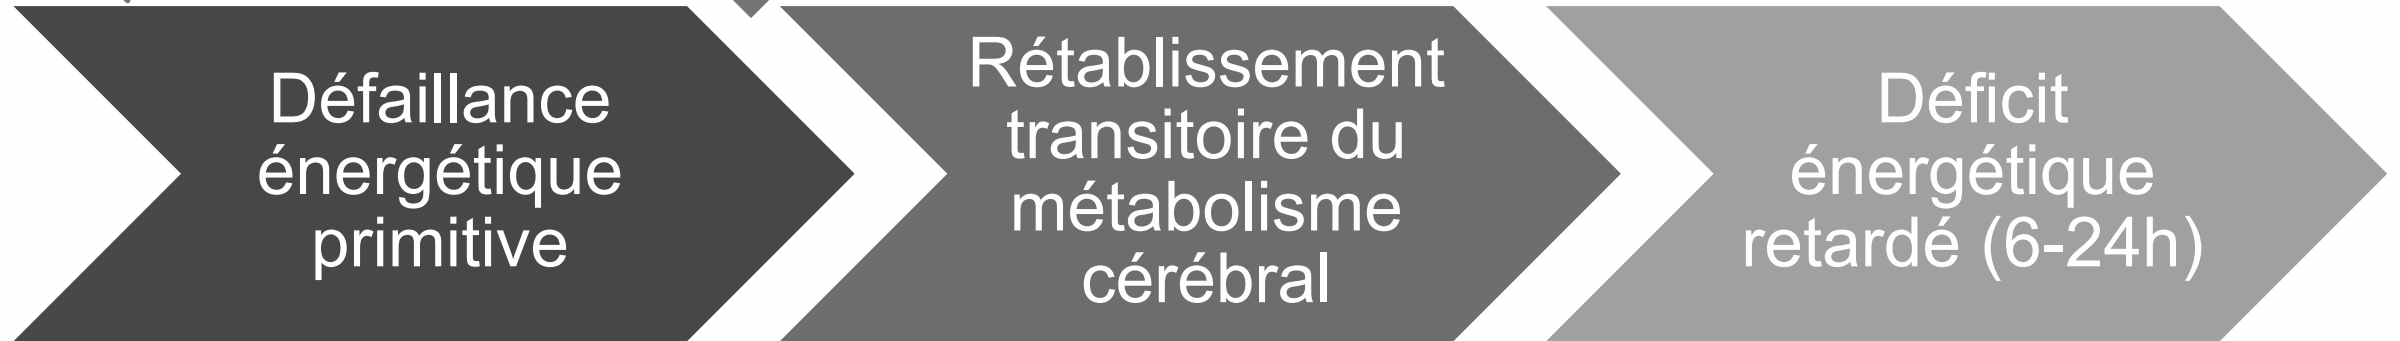 Défaillance
énergétique
primitive
Rétablissement
transitoire du
métabolisme
cérébral
Déficit
énergétique
retardé (6-24h)